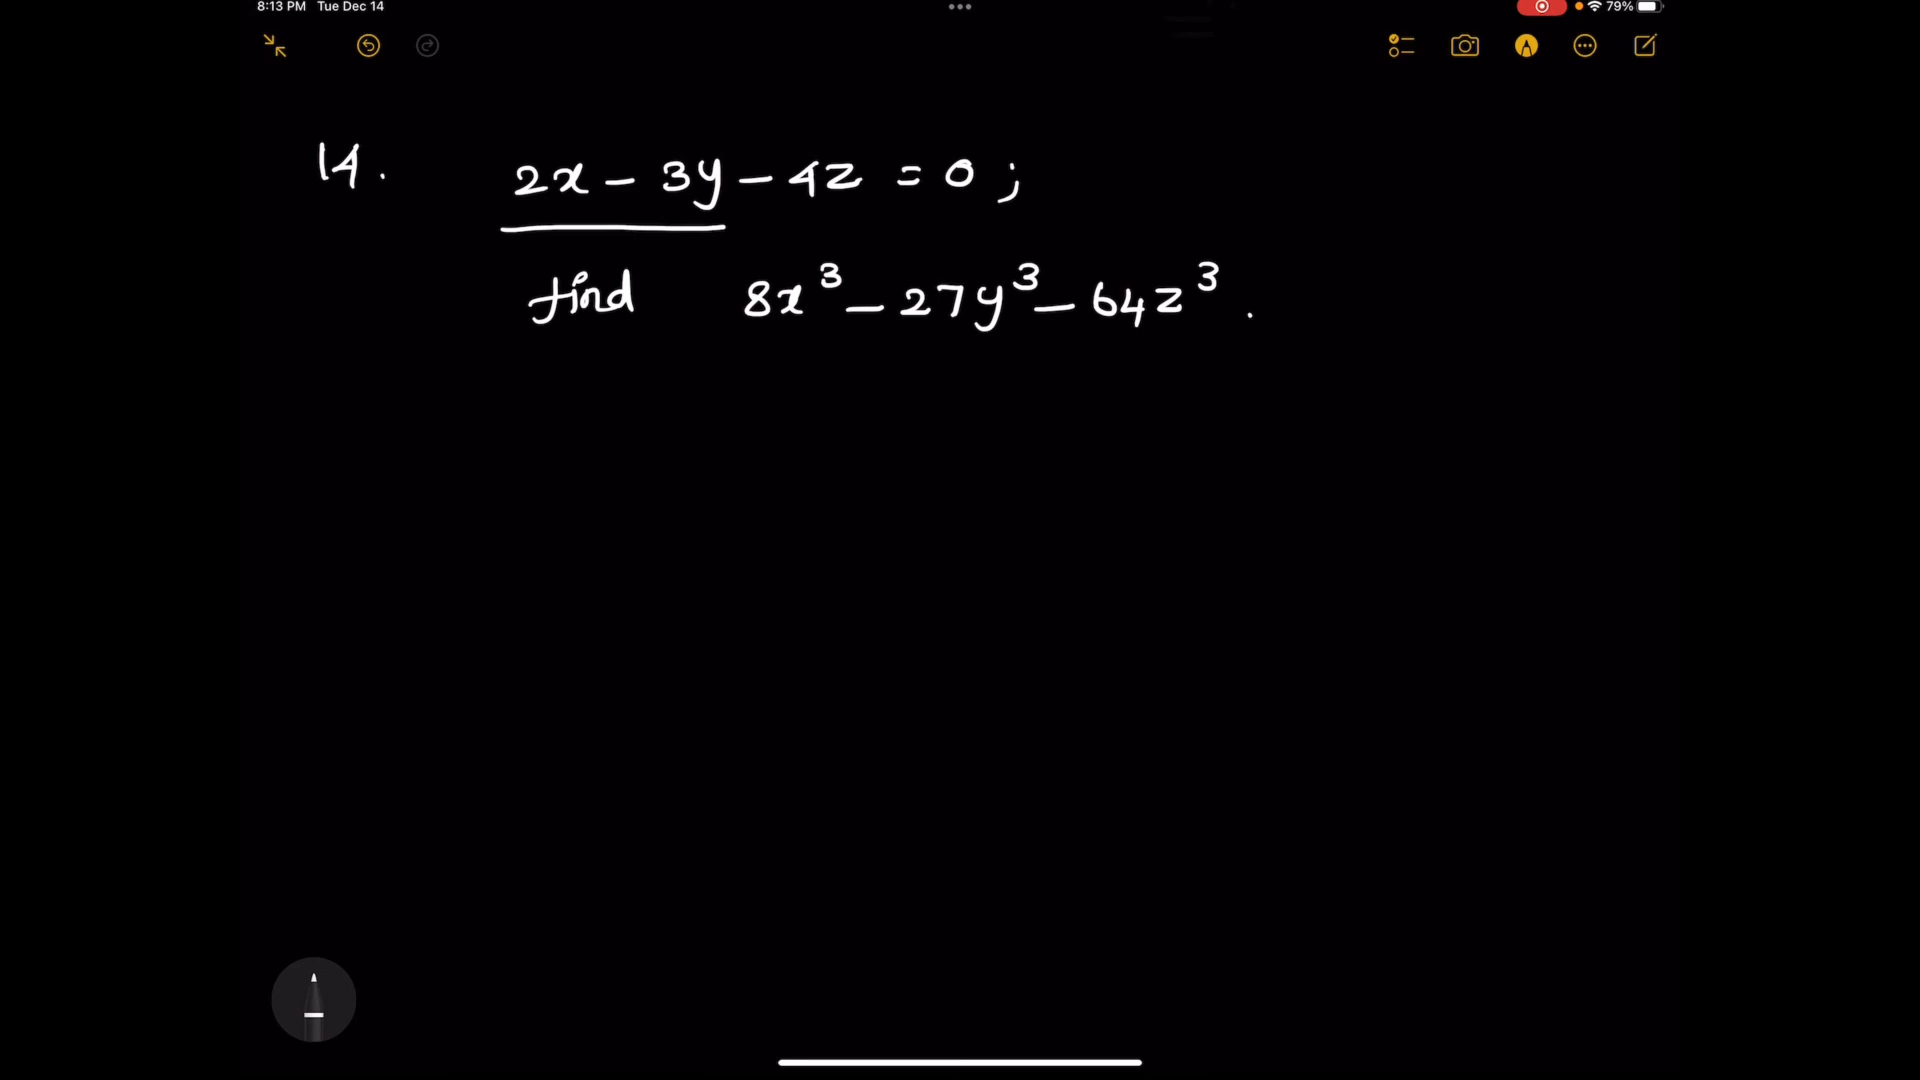 8:13 PM Tue Dec 14
79%
14. 2x - 3y - 4z = 0 ;
find 8x³ - 27y³ - 64z³ .